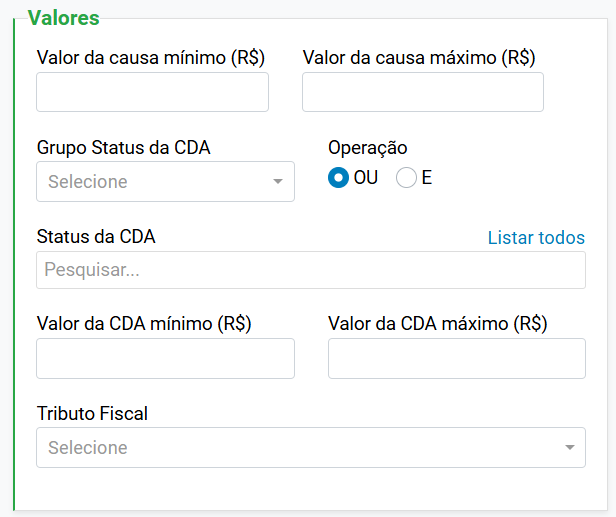 Valores
Valor da causa mínimo (R$) Valor da causa máximo (R$)
Grupo Status da CDA Operação
Selecione OU E
Status da CDA Listar todos
Pesquisar...
Valor da CDA mínimo (R$) Valor da CDA máximo (R$)
Tributo Fiscal
Selecione